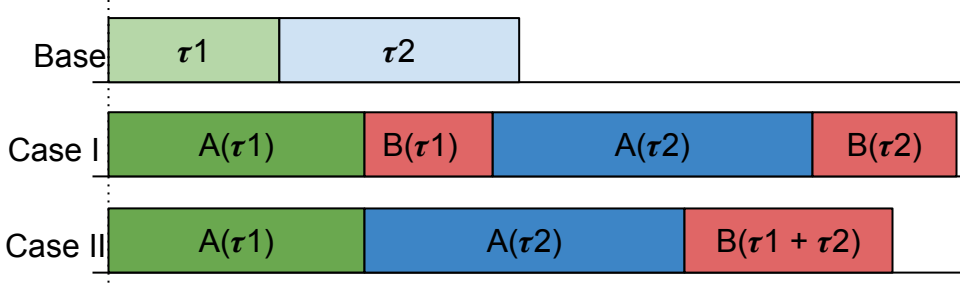 Base τ1 τ2
Case I A(τ1) B(τ1) A(τ2) B(τ2)
Case II A(τ1) A(τ2) B(τ1 + τ2)